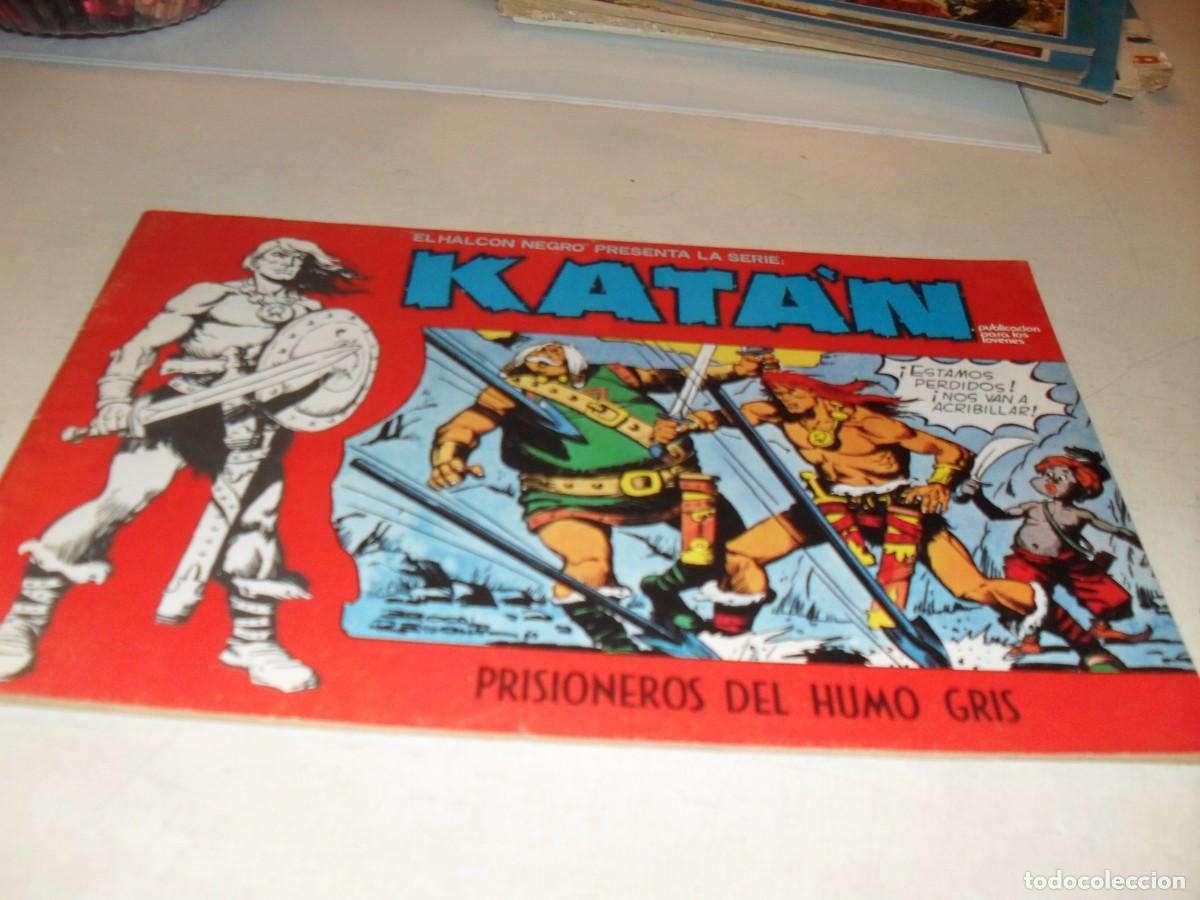 "EL HALCON NEGRO" PRESENTA LA SERIE:
KATÁN
publicacion
para los
jovenes
¡ESTAMOS
PERDIDOS!
¡NOS VAN A
ACRIBILLAR!
PRISIONEROS DEL HUMO GRIS
todocoleccion